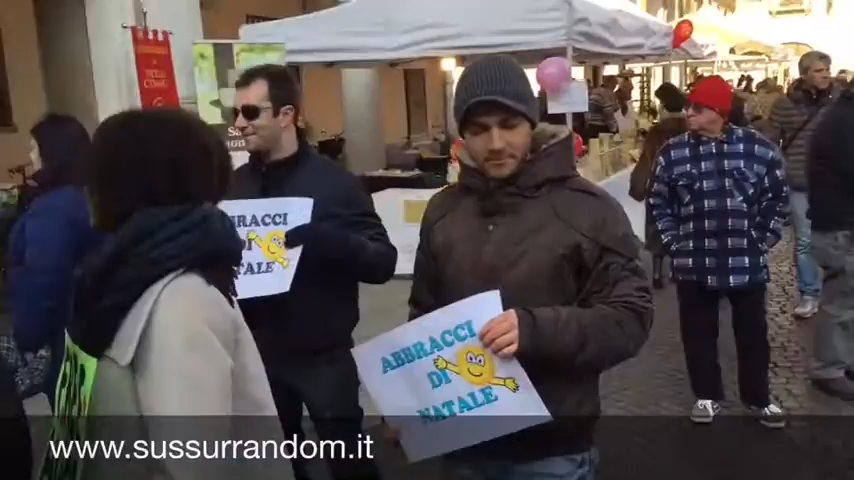 ABBRACCI
DI
NATALE
ABBRACCI
DI
NATALE
www.sussurrandom.it